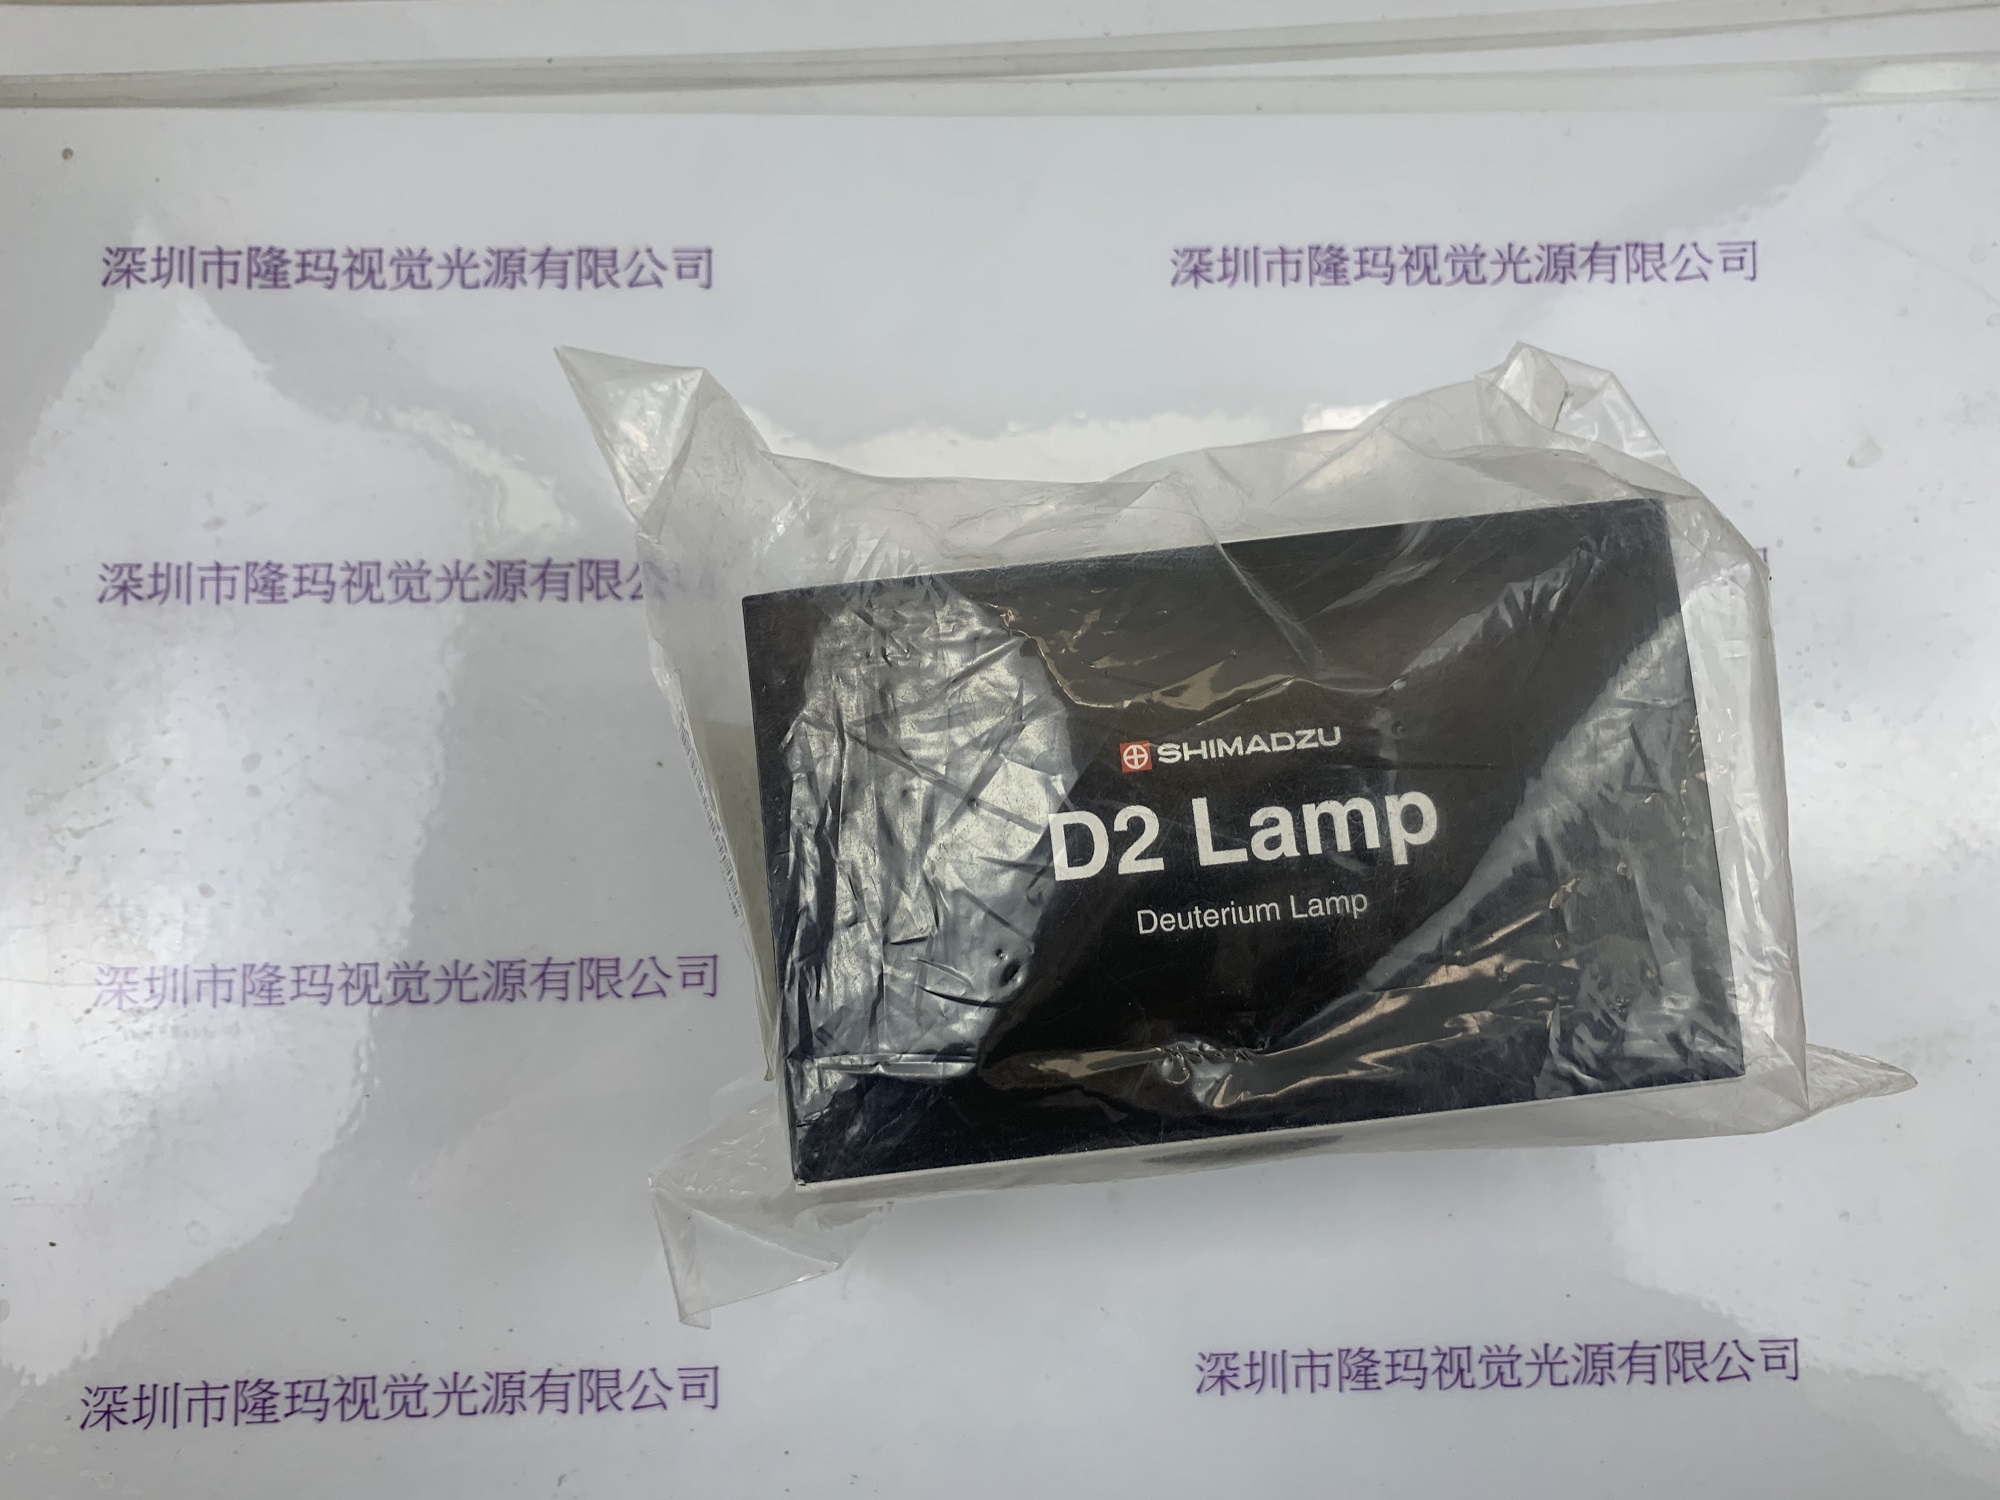 深圳市隆玛视觉光源有限公司
深圳市隆玛视觉光源有限公司
深圳市隆玛视觉光源有限
SHIMADZU
D2 Lamp
Deuterium Lamp
深圳市隆玛视觉光源有限公司
深圳市隆玛视觉光源有限公司
深圳市隆玛视觉光源有限公司